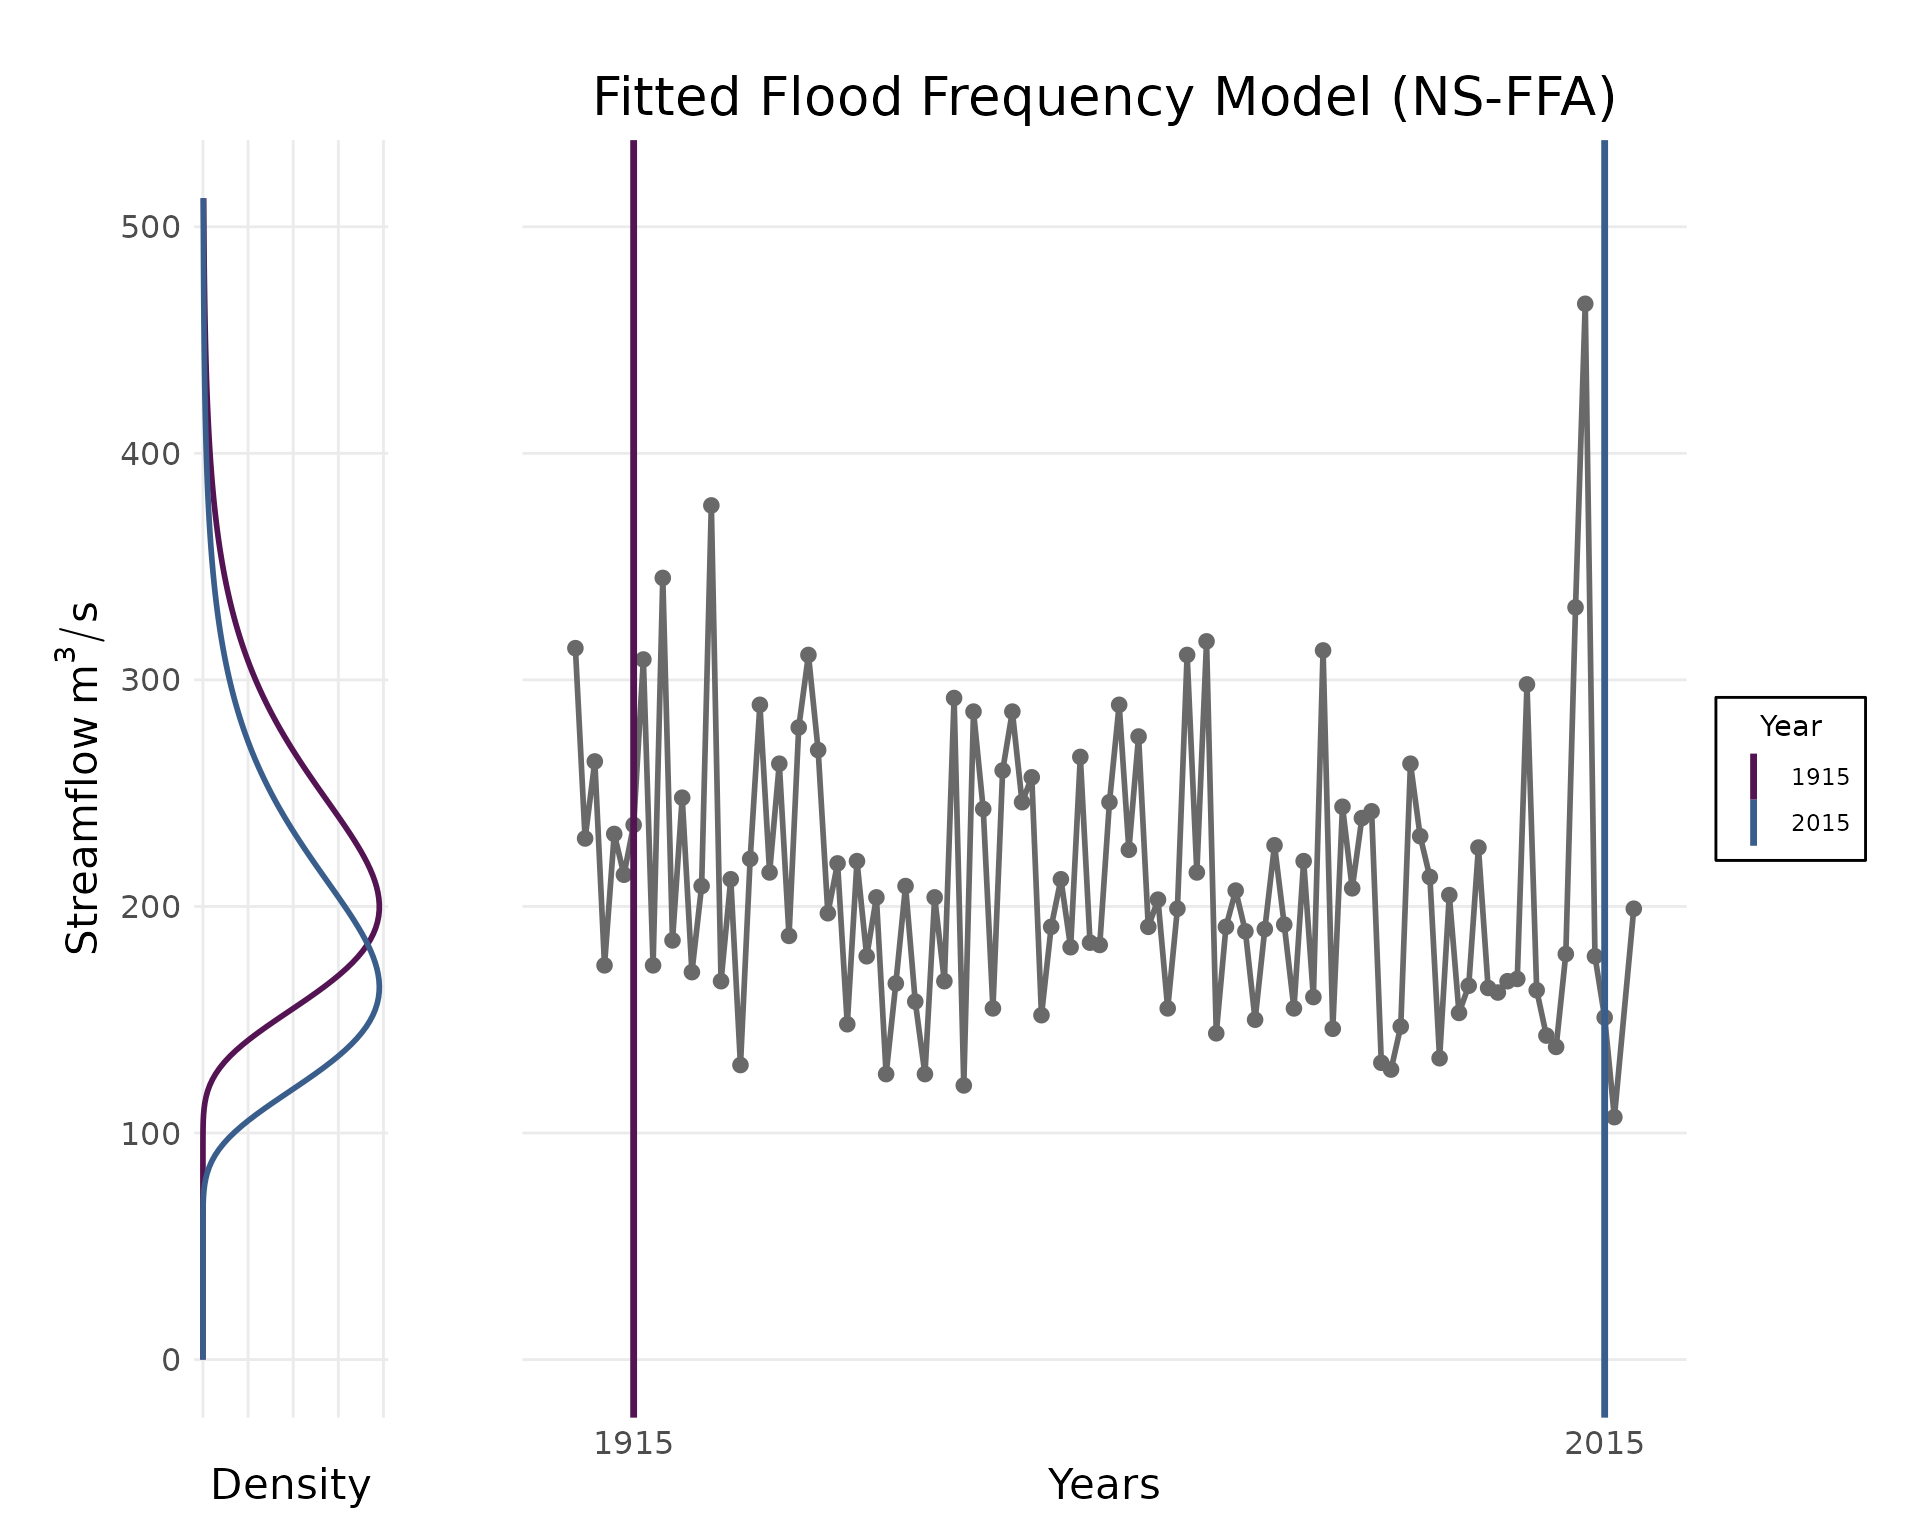 Fitted Flood Frequency Model (NS-FFA)
Streamflow m³/s
500
400
300
200
100
0
Density
1915
2015
Years
Year
1915
2015